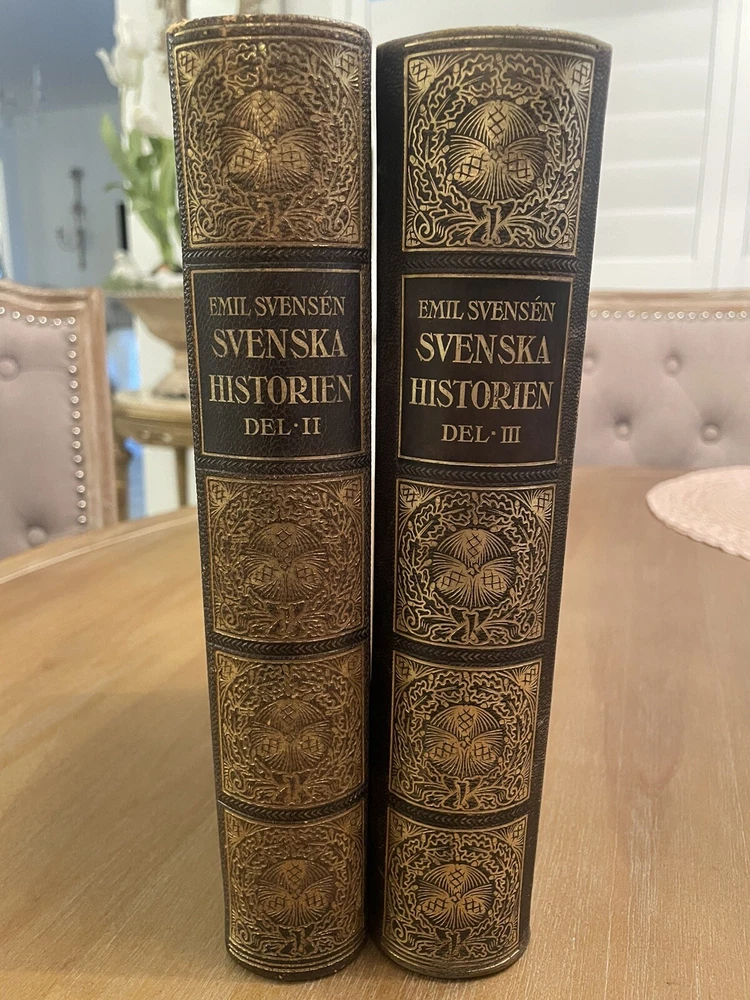 EMIL SVENSÉN
SVENSKA
HISTORIEN
DEL·II
EMIL SVENSÉN
SVENSKA
HISTORIEN
DEL·III